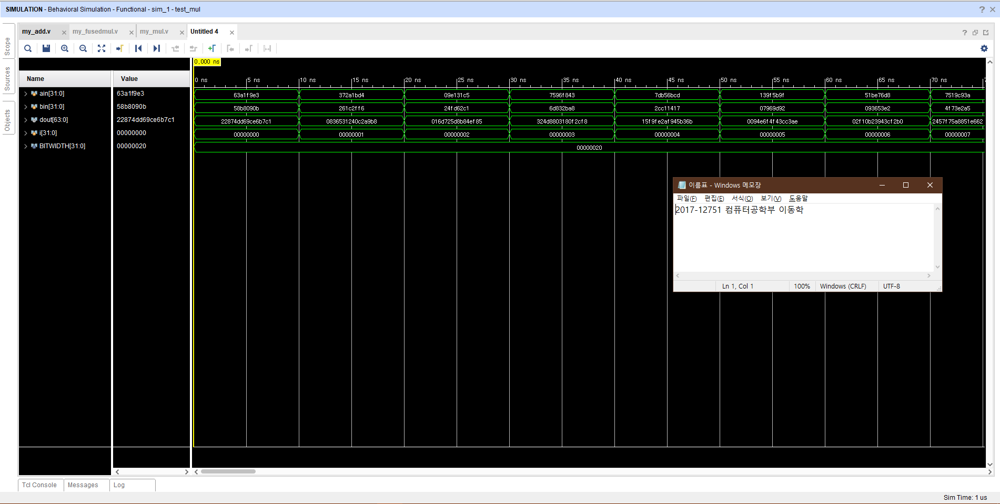 SIMULATION - Behavioral Simulation - Functional - sim_1 - test_mul
Scope
Sources
Objects
my_add.v
my_fusedmul.v
my_mul.v
Untitled 4
0,000 ns
Name Value
0 ns 5 ns 10 ns 15 ns 20 ns 25 ns 30 ns 35 ns 40 ns 45 ns 50 ns 55 ns 60 ns 65 ns 70 ns
ain[31:0] 63a1f9e3 63a1f9e3 372a1bd4 09e131c5 7596f843 7db56bcd 139f5b9f 51be76d8 7519c93a
bin[31:0] 58b8090b 58b8090b 261c2ff6 24fd62c1 6d832ba8 2cc11417 07969d92 093653e2 4f73e2a5
dout[63:0] 22874dd69ce6b7c1 22874dd69ce6b7c1 0836531240c2a9b8 016d725d8b84ef85 324d8803180f2cf8 15f9fe2af945b36b 0094e6f4f43cc3ae 02f10b23943cf2b0 2457f75a8851e662
i[31:0] 00000000 00000000 00000001 00000002 00000003 00000004 00000005 00000006 00000007
BITWIDTH[31:0] 00000020 00000020
이름표 - Windows 메모장
파일(F) 편집(E) 서식(O) 보기(V) 도움말
2017-12751 컴퓨터공학부 이동학
Ln 1, Col 1 100% Windows (CRLF) UTF-8
Tcl Console Messages Log
Sim Time: 1 us